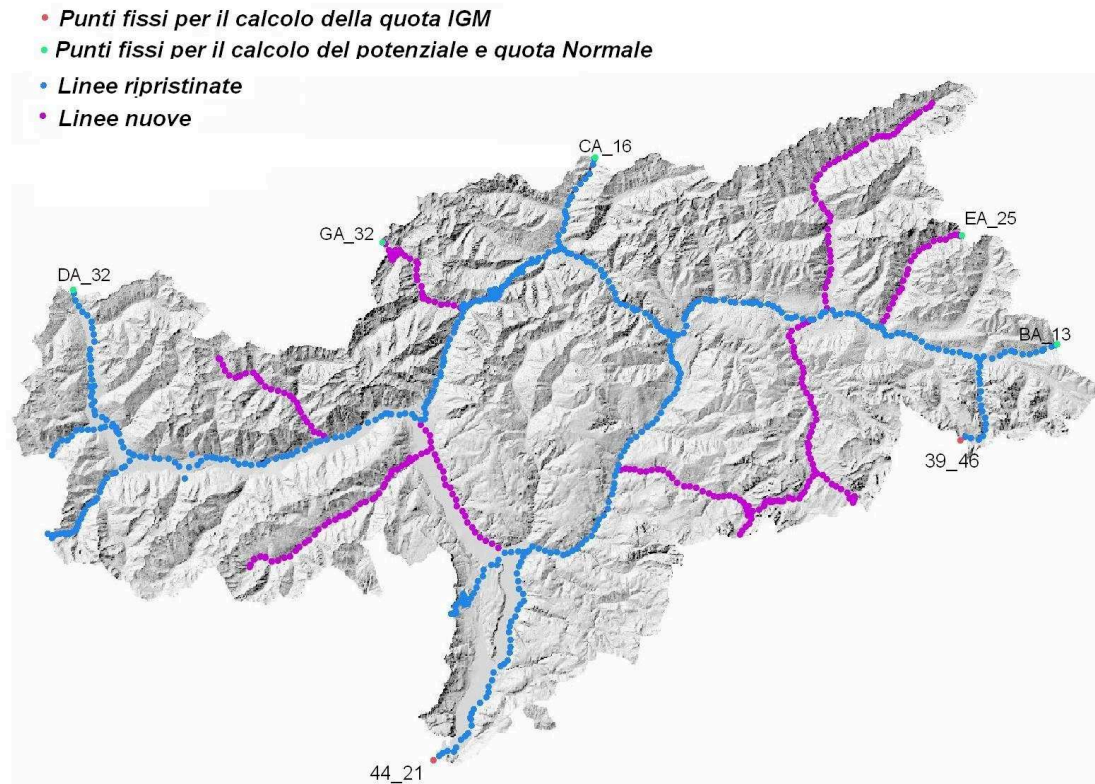 Punti fissi per il calcolo della quota IGM
Punti fissi per il calcolo del potenziale e quota Normale
Linee ripristinate
Linee nuove
CA_16
GA_32
EA_25
DA_32
BA_13
39_46
44_21